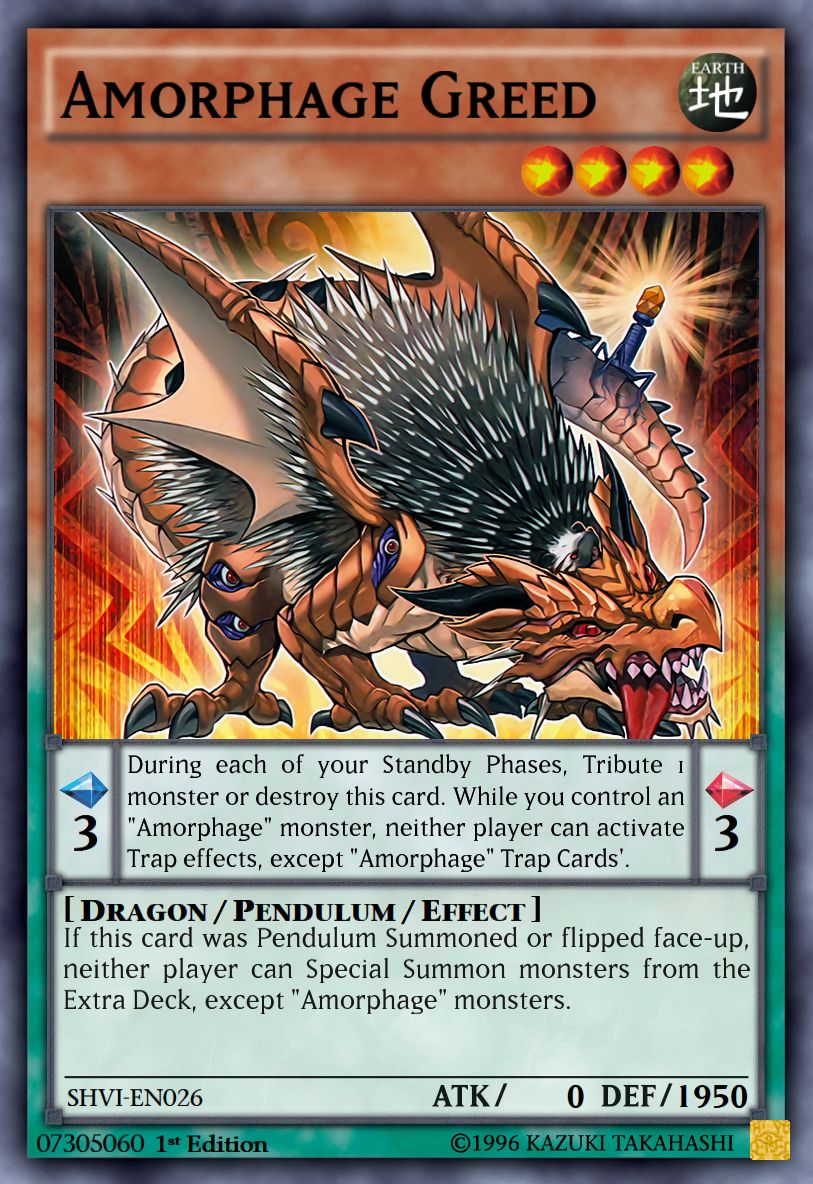 Amorphage Greed
EARTH
地
During each of your Standby Phases, Tribute 1
monster or destroy this card. While you control an
"Amorphage" monster, neither player can activate
Trap effects, except "Amorphage" Trap Cards'.
3
3
[ Dragon / Pendulum / Effect ]
If this card was Pendulum Summoned or flipped face-up,
neither player can Special Summon monsters from the
Extra Deck, except "Amorphage" monsters.
SHVI-EN026
ATK/ 0 DEF/1950
07305060 1st Edition
©1996 KAZUKI TAKAHASHI